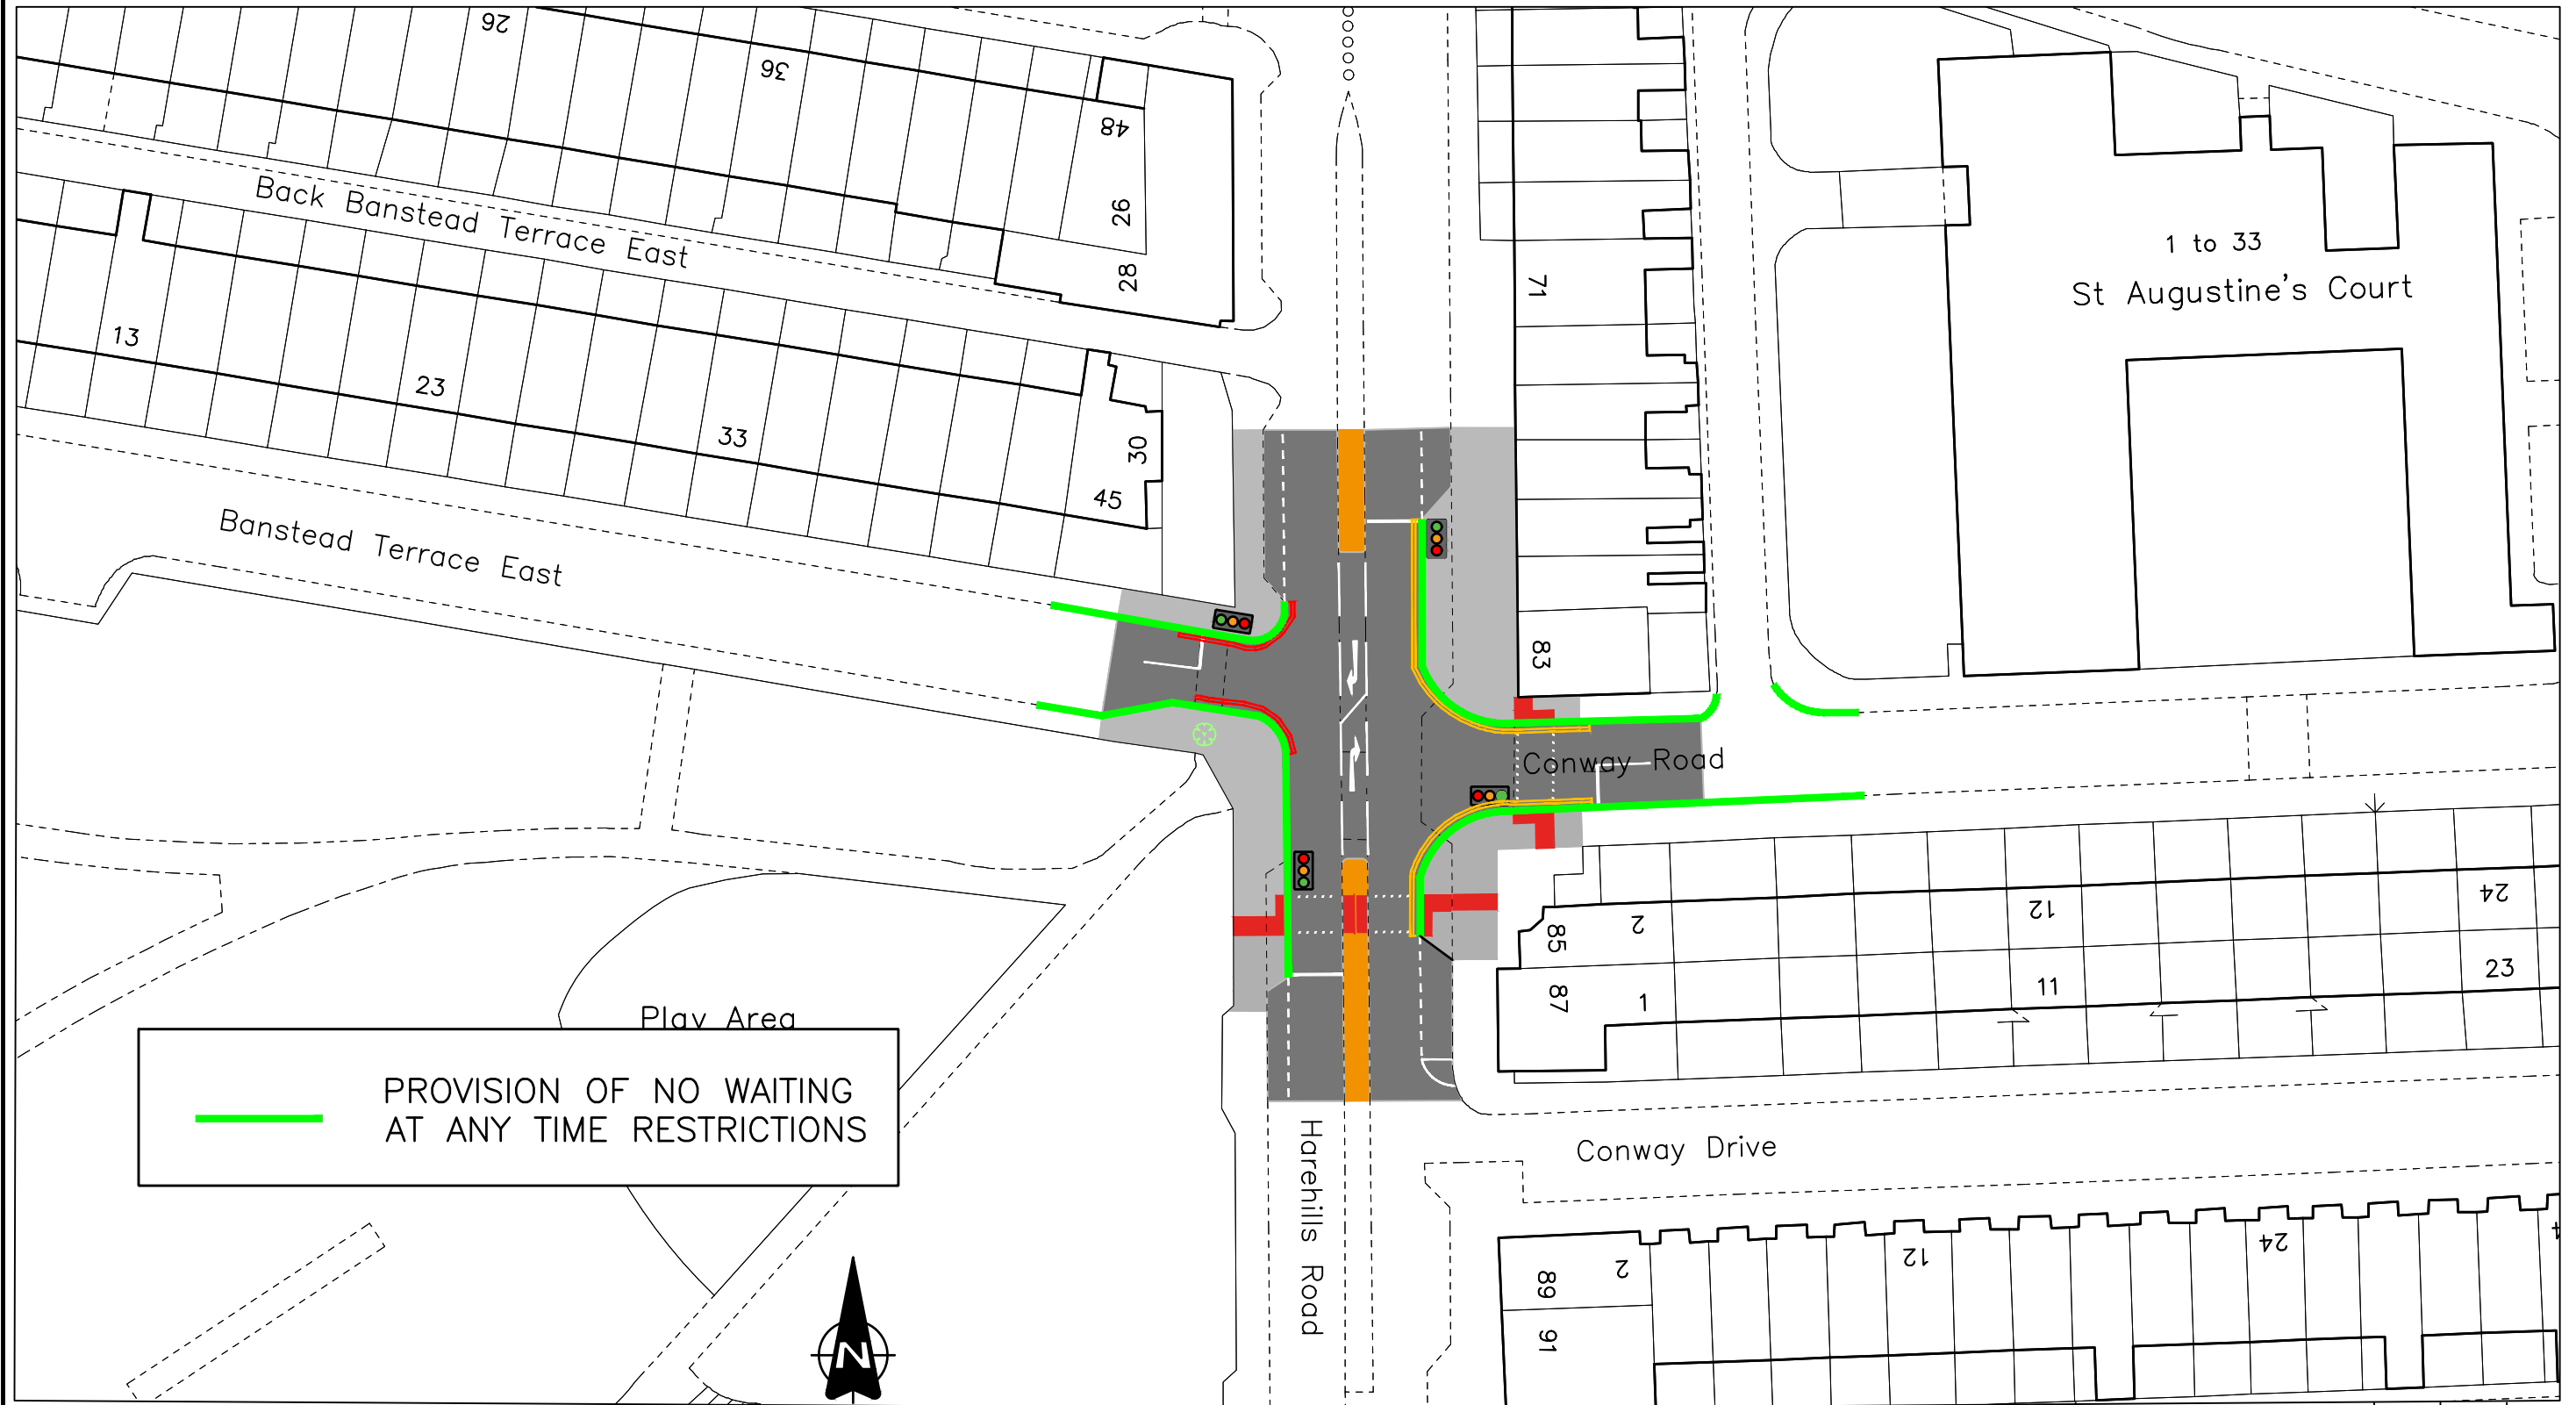 26
36
48
26
28
Back Banstead Terrace East
13
23
33
30
45
Banstead Terrace East
71
83
1 to 33
St Augustine's Court
Conway Road
85
87
2
1
12
11
24
23
Play Area
PROVISION OF NO WAITING
AT ANY TIME RESTRICTIONS
Harehills Road
Conway Drive
89
91
2
12
24
N